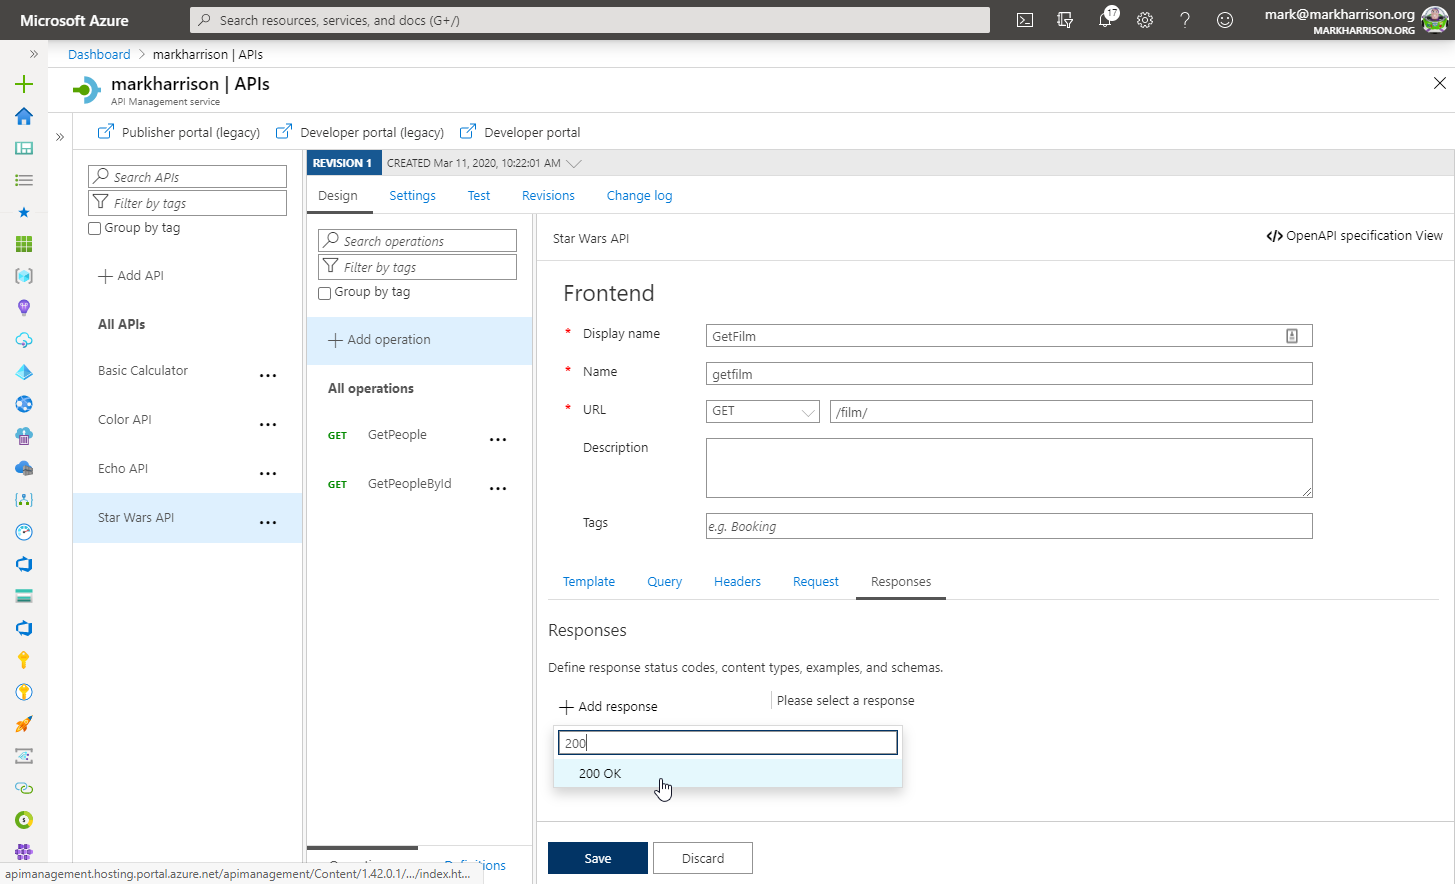 Microsoft Azure
Search resources, services, and docs (G+/)
17
mark@markharrison.org
MARKHARRISON.ORG
Dashboard > markharrison | APIs
markharrison | APIs
API Management service
Publisher portal (legacy)
Developer portal (legacy)
Developer portal
REVISION 1
CREATED Mar 11, 2020, 10:22:01 AM
Search APIs
Filter by tags
Group by tag
Add API
All APIs
Basic Calculator
Color API
Echo API
Star Wars API
Design
Settings
Test
Revisions
Change log
Search operations
Filter by tags
Group by tag
Add operation
All operations
GET GetPeople
GET GetPeopleById
Definitions
Star Wars API
OpenAPI specification View
Frontend
* Display name
GetFilm
* Name
getfilm
* URL
GET
/film/
Description
Tags
e.g. Booking
Template
Query
Headers
Request
Responses
Responses
Define response status codes, content types, examples, and schemas.
Add response
Please select a response
200
200 OK
Save
Discard
apimanagement.hosting.portal.azure.net/apimanagement/Content/1.42.0.1/.../index.ht...